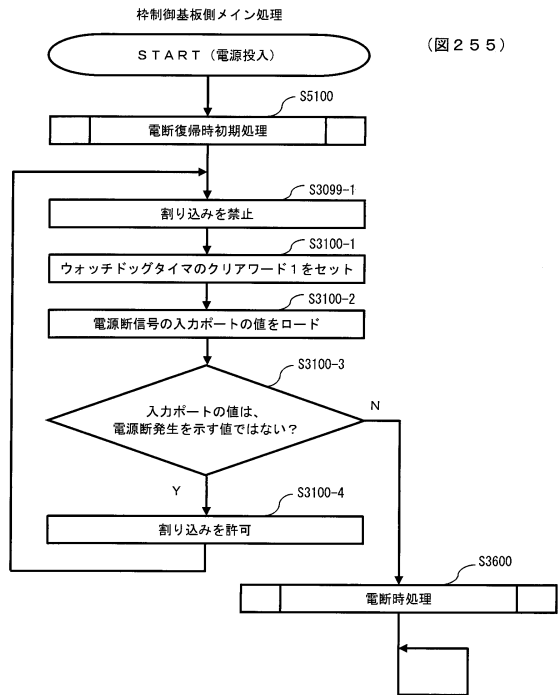 枠制御基板側メイン処理
(図255)
START(電源投入)
S5100
電断復帰時初期処理
S3099-1
割り込みを禁止
S3100-1
ウォッチドッグタイマのクリアワード1をセット
S3100-2
電源断信号の入力ポートの値をロード
S3100-3
入力ポートの値は、
電源断発生を示す値ではない?
N
Y
S3100-4
割り込みを許可
S3600
電断時処理